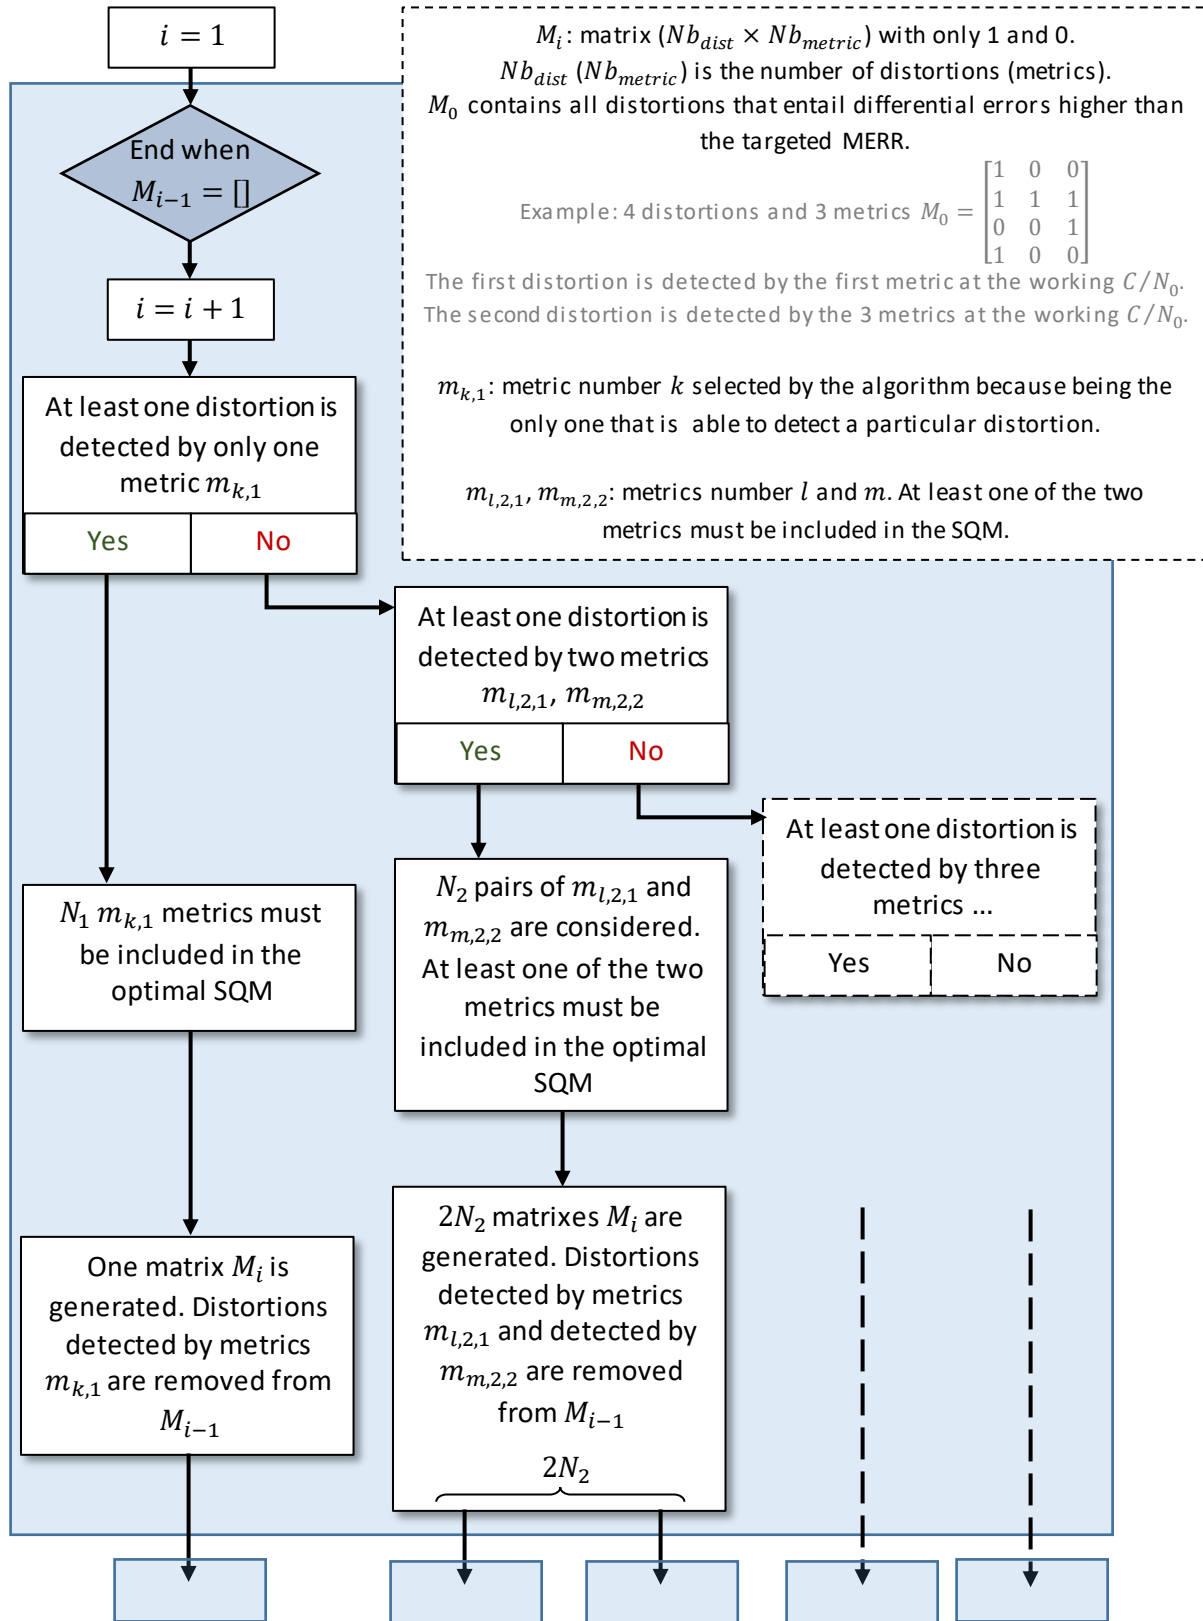 i = 1
End when
M_{i−1} = []
i = i + 1
At least one distortion is
detected by only one
metric m_{k,1}
Yes No
M_i: matrix (Nb_{dist} × Nb_{metric}) with only 1 and 0.
Nb_{dist} (Nb_{metric}) is the number of distortions (metrics).
M_0 contains all distortions that entail differential errors higher than
the targeted MERR.
Example: 4 distortions and 3 metrics M_0 =
1 0 0
1 1 1
0 0 1
1 0 0
The first distortion is detected by the first metric at the working C/N_0.
The second distortion is detected by the 3 metrics at the working C/N_0.
m_{k,1}: metric number k selected by the algorithm because being the
only one that is able to detect a particular distortion.
m_{l,2,1}, m_{m,2,2}: metrics number l and m. At least one of the two
metrics must be included in the SQM.
At least one distortion is
detected by two metrics
m_{l,2,1}, m_{m,2,2}
Yes No
At least one distortion is
detected by three
metrics ...
Yes No
N_1 m_{k,1} metrics must
be included in the
optimal SQM
N_2 pairs of m_{l,2,1} and
m_{m,2,2} are considered.
At least one of the two
metrics must be
included in the optimal
SQM
One matrix M_i is
generated. Distortions
detected by metrics
m_{k,1} are removed from
M_{i−1}
2N_2 matrixes M_i are
generated. Distortions
detected by metrics
m_{l,2,1} and detected by
m_{m,2,2} are removed
from M_{i−1}
2N_2